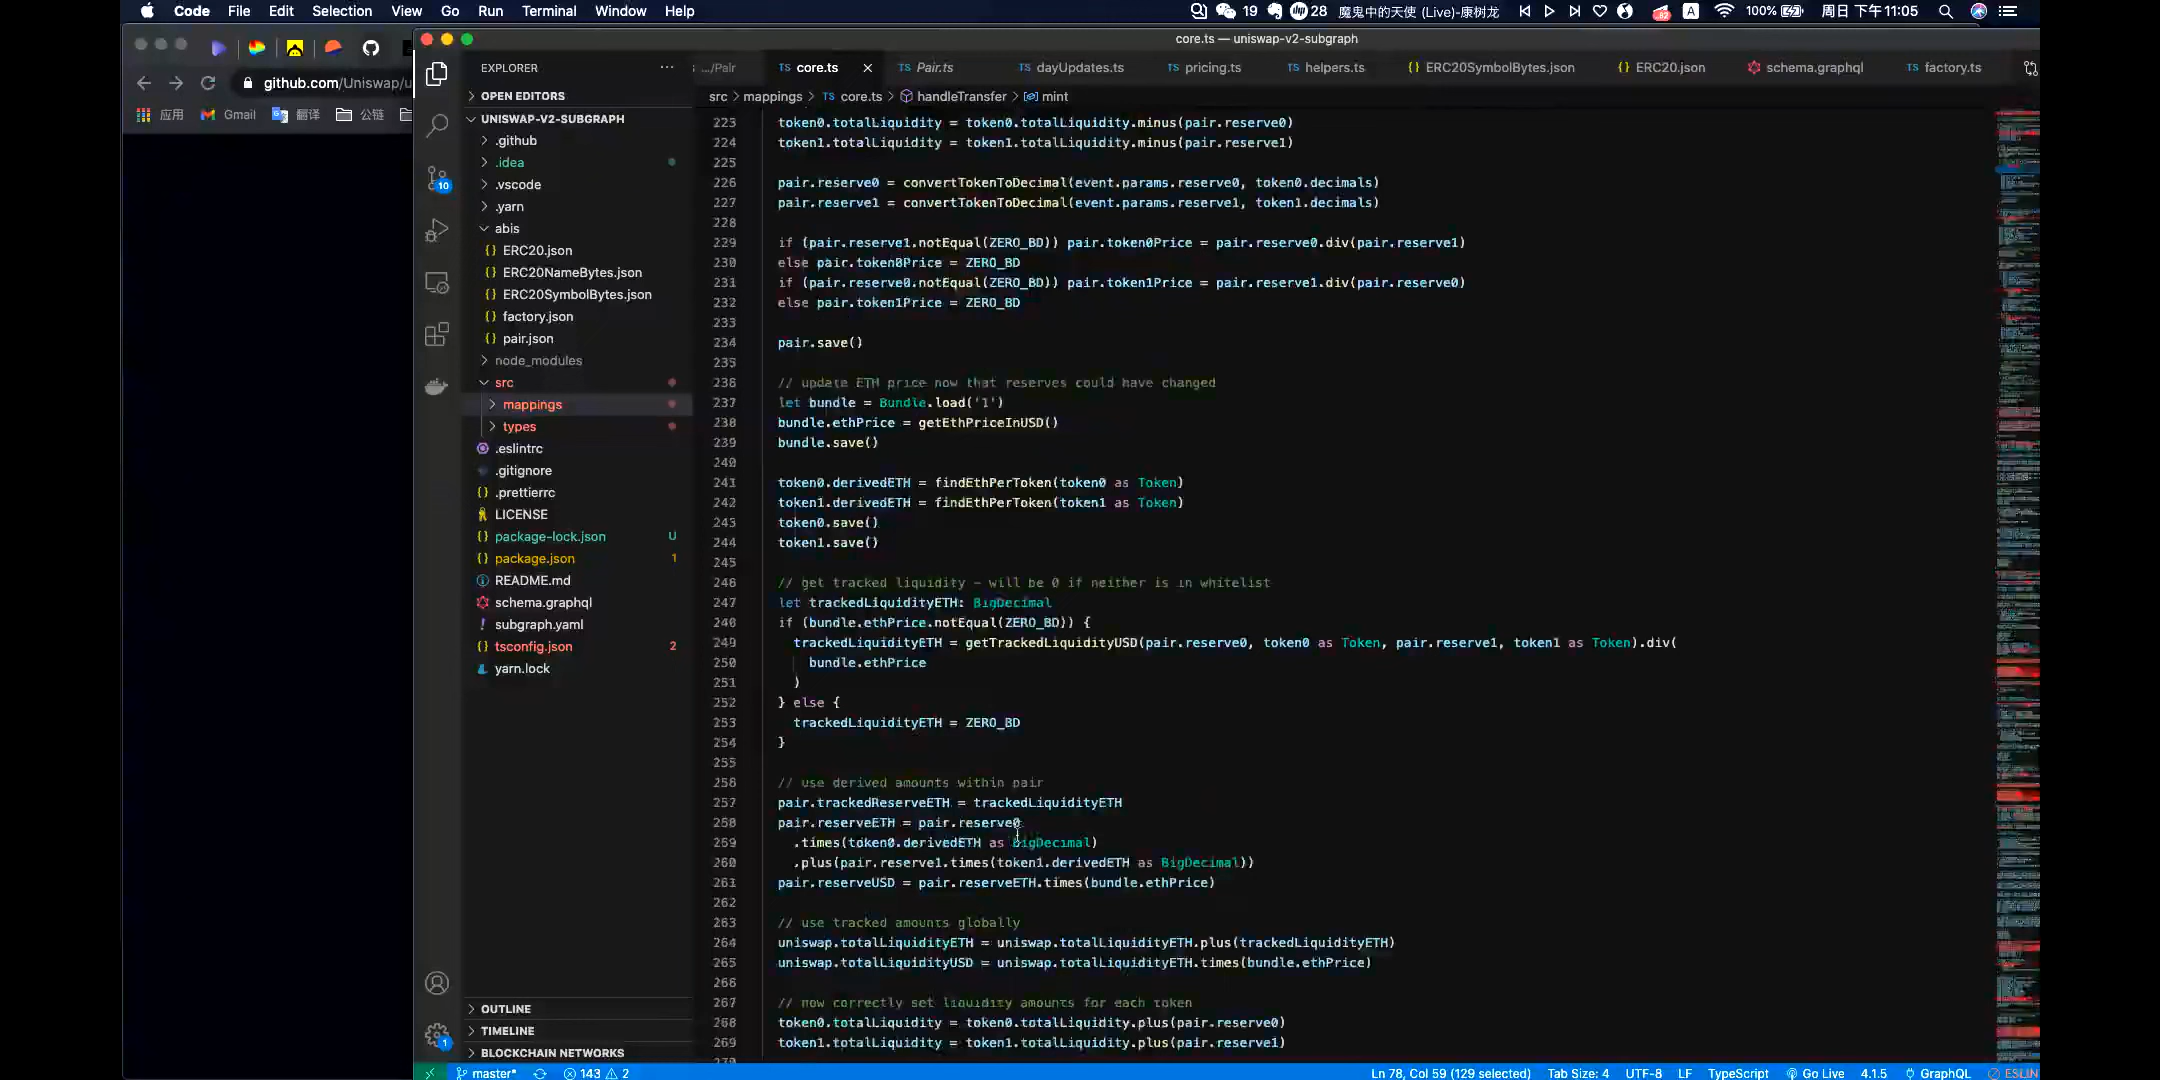 Code File Edit Selection View Go Run Terminal Window Help 19 28 魔鬼中的天使 (Live)-康树龙 A 100% 周日 下午11:05
core.ts — uniswap-v2-subgraph
github.com/Uniswap/u
应用 Gmail 翻译 公链
EXPLORER ···
OPEN EDITORS
UNISWAP-V2-SUBGRAPH
.github
.idea
.vscode
.yarn
abis
ERC20.json
ERC20NameBytes.json
ERC20SymbolBytes.json
factory.json
pair.json
node_modules
src
mappings
types
.eslintrc
.gitignore
.prettierrc
LICENSE
package-lock.json U
package.json 1
README.md
schema.graphql
subgraph.yaml
tsconfig.json 2
yarn.lock
OUTLINE
TIMELINE
BLOCKCHAIN NETWORKS
10
1
.../Pair TS core.ts TS Pair.ts TS dayUpdates.ts TS pricing.ts TS helpers.ts ERC20SymbolBytes.json ERC20.json schema.graphql TS factory.ts
src > mappings > TS core.ts > handleTransfer > mint
223 token0.totalLiquidity = token0.totalLiquidity.minus(pair.reserve0)
224 token1.totalLiquidity = token1.totalLiquidity.minus(pair.reserve1)
225
226 pair.reserve0 = convertTokenToDecimal(event.params.reserve0, token0.decimals)
227 pair.reserve1 = convertTokenToDecimal(event.params.reserve1, token1.decimals)
228
229 if (pair.reserve1.notEqual(ZERO_BD)) pair.token0Price = pair.reserve0.div(pair.reserve1)
230 else pair.token0Price = ZERO_BD
231 if (pair.reserve0.notEqual(ZERO_BD)) pair.token1Price = pair.reserve1.div(pair.reserve0)
232 else pair.token1Price = ZERO_BD
233
234 pair.save()
235
236 // update ETH price now that reserves could have changed
237 let bundle = Bundle.load('1')
238 bundle.ethPrice = getEthPriceInUSD()
239 bundle.save()
240
241 token0.derivedETH = findEthPerToken(token0 as Token)
242 token1.derivedETH = findEthPerToken(token1 as Token)
243 token0.save()
244 token1.save()
245
246 // get tracked liquidity - will be 0 if neither is in whitelist
247 let trackedLiquidityETH: BigDecimal
248 if (bundle.ethPrice.notEqual(ZERO_BD)) {
249 trackedLiquidityETH = getTrackedLiquidityUSD(pair.reserve0, token0 as Token, pair.reserve1, token1 as Token).div(
250 bundle.ethPrice
251 )
252 } else {
253 trackedLiquidityETH = ZERO_BD
254 }
255
256 // use derived amounts within pair
257 pair.trackedReserveETH = trackedLiquidityETH
258 pair.reserveETH = pair.reserve0
259 .times(token0.derivedETH as BigDecimal)
260 .plus(pair.reserve1.times(token1.derivedETH as BigDecimal))
261 pair.reserveUSD = pair.reserveETH.times(bundle.ethPrice)
262
263 // use tracked amounts globally
264 uniswap.totalLiquidityETH = uniswap.totalLiquidityETH.plus(trackedLiquidityETH)
265 uniswap.totalLiquidityUSD = uniswap.totalLiquidityETH.times(bundle.ethPrice)
266
267 // now correctly set liquidity amounts for each token
268 token0.totalLiquidity = token0.totalLiquidity.plus(pair.reserve0)
269 token1.totalLiquidity = token1.totalLiquidity.plus(pair.reserve1)
master* 143 2 Ln 78, Col 59 (129 selected) Tab Size: 4 UTF-8 LF TypeScript Go Live 4.1.5 GraphQL ESLIN